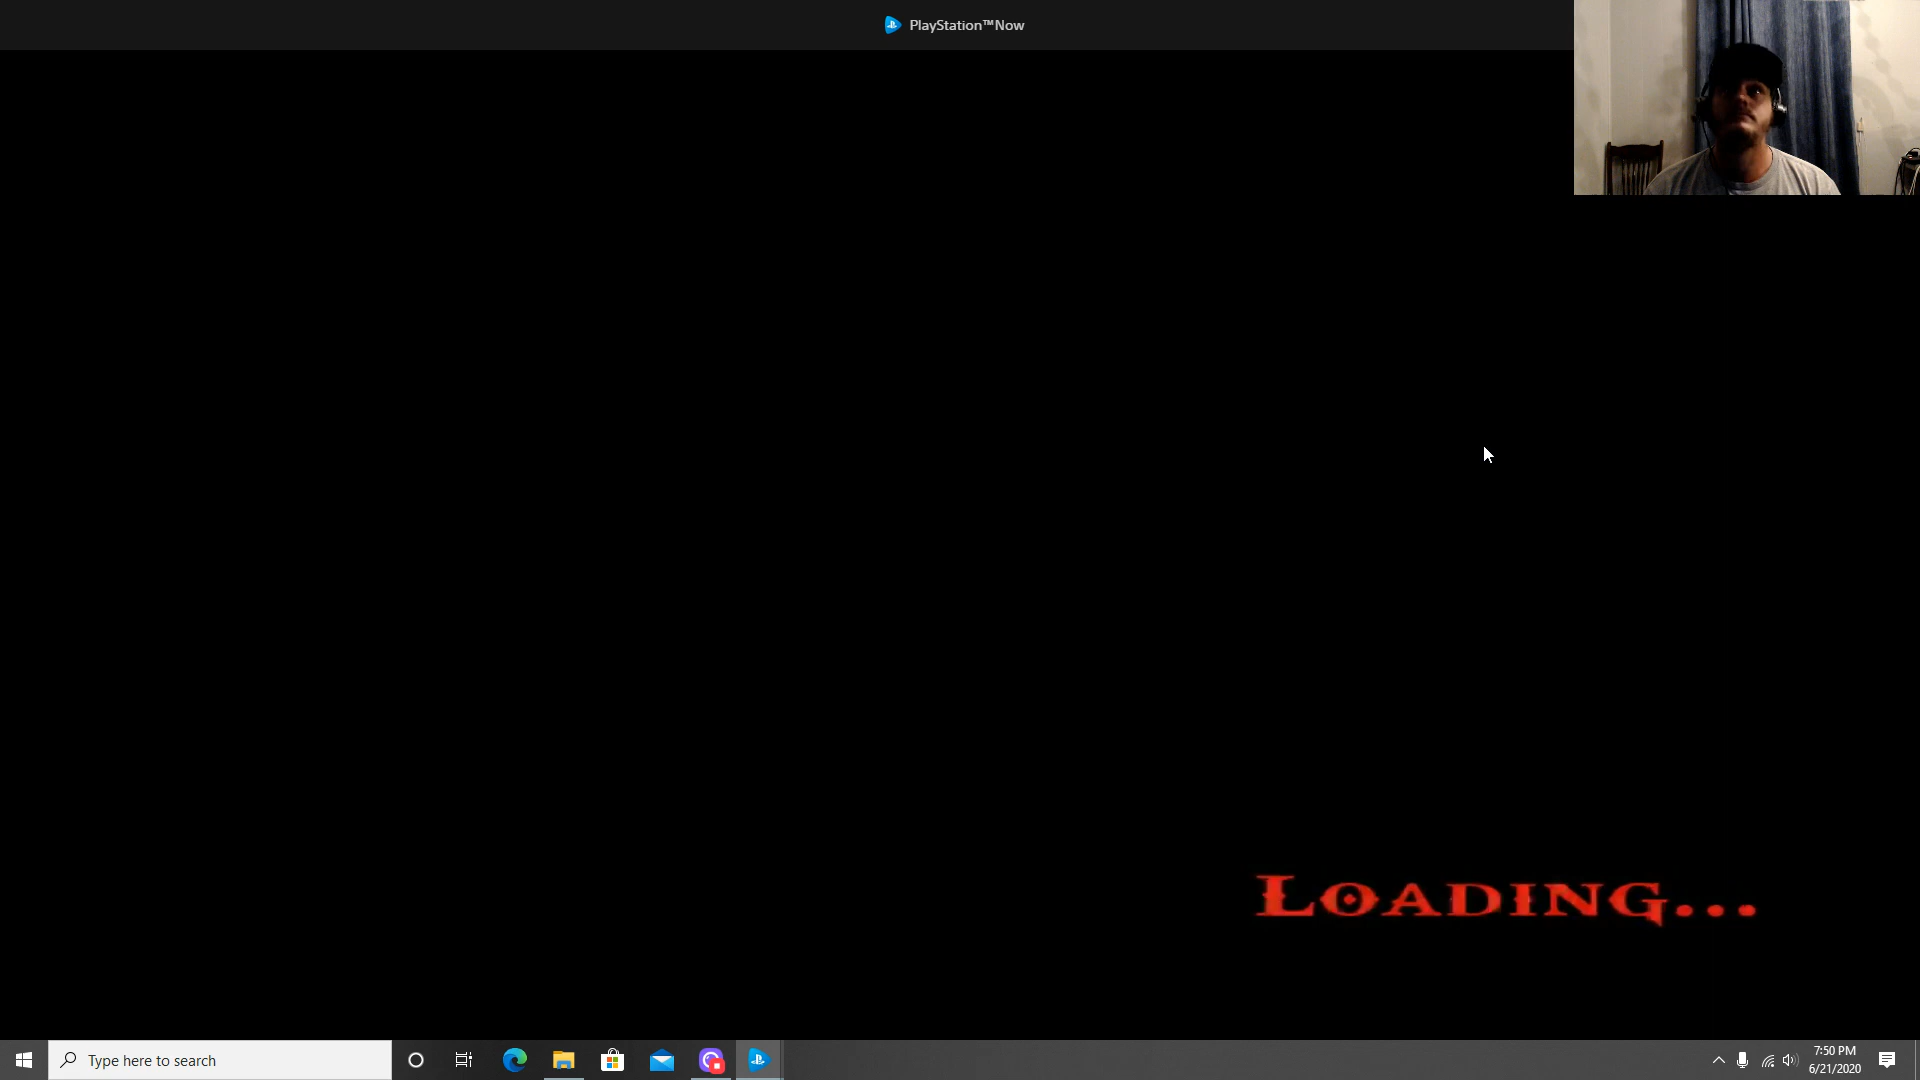 PlayStation™Now
LOADING...
Type here to search
7:50 PM
6/21/2020